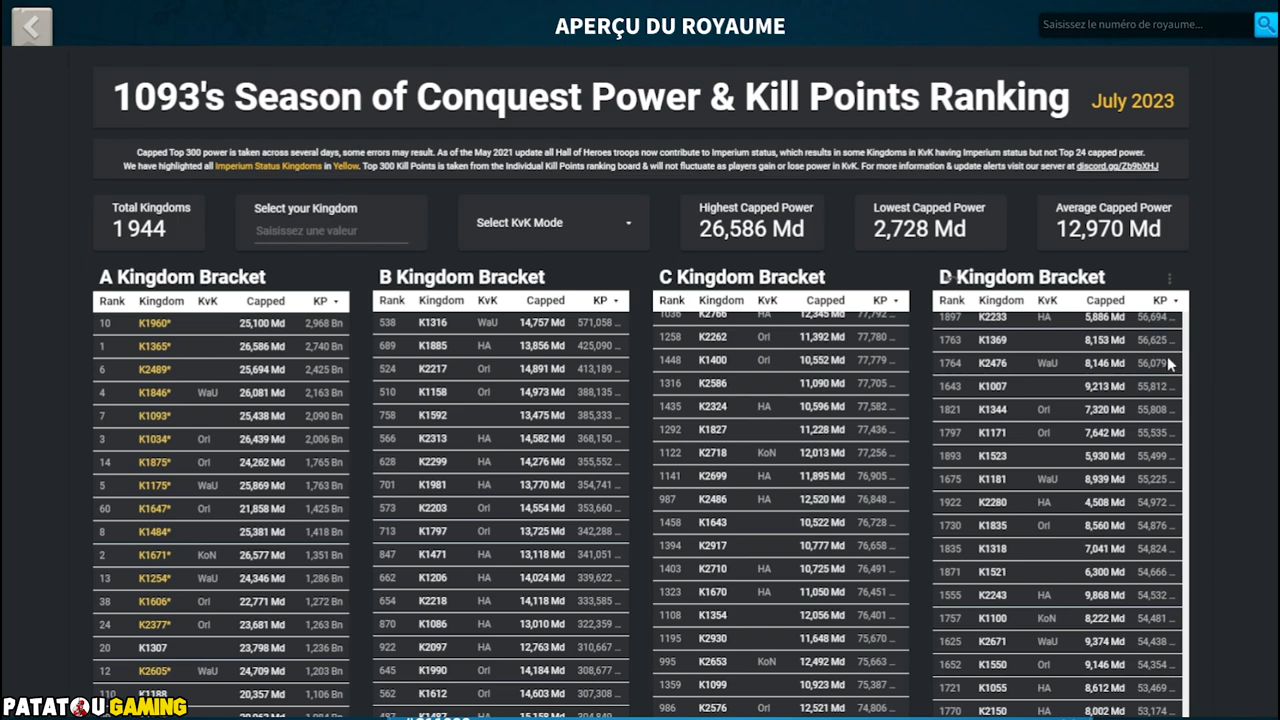 APERÇU DU ROYAUME
Saisissez le numéro de royaume...
1093's Season of Conquest Power & Kill Points Ranking July 2023
Capped Top 300 power is taken across several days, some errors may result. As of the May 2021 update all Hall of Heroes troops now contribute to Imperium status, which results in some Kingdoms in KvK having Imperium status but not Top 24 capped power.
We have highlighted all Imperium Status Kingdoms in Yellow. Top 300 Kill Points is taken from the Individual Kill Points ranking board & will not fluctuate as players gain or lose power in KvK. For more information & update alerts visit our server at discord.gg/Zb9bXHJ
Total Kingdoms
1 944
Select your Kingdom
Saisissez une valeur
Select KvK Mode
Highest Capped Power
26,586 Md
Lowest Capped Power
2,728 Md
Average Capped Power
12,970 Md
A Kingdom Bracket
Rank Kingdom KvK Capped KP
10 K1960* 25,100 Md 2,968 Bn
1 K1365* 26,586 Md 2,740 Bn
6 K2489* 25,694 Md 2,425 Bn
4 K1846* WaU 26,081 Md 2,163 Bn
7 K1093* 25,438 Md 2,090 Bn
3 K1034* Orl 26,439 Md 2,006 Bn
14 K1875* Orl 24,262 Md 1,765 Bn
5 K1175* WaU 25,869 Md 1,763 Bn
60 K1647* Orl 21,858 Md 1,425 Bn
8 K1484* 25,381 Md 1,418 Bn
2 K1671* KoN 26,577 Md 1,351 Bn
13 K1254* WaU 24,346 Md 1,286 Bn
38 K1606* Orl 22,771 Md 1,272 Bn
24 K2377* Orl 23,681 Md 1,263 Bn
20 K1307 23,798 Md 1,236 Bn
12 K2605* WaU 24,709 Md 1,203 Bn
110 K1188 20,357 Md 1,106 Bn
B Kingdom Bracket
Rank Kingdom KvK Capped KP
538 K1316 WaU 14,757 Md 571,058 ...
689 K1885 HA 13,856 Md 425,090 ...
524 K2217 Orl 14,891 Md 413,189 ...
510 K1158 Orl 14,973 Md 388,135 ...
758 K1592 13,475 Md 385,333 ...
566 K2313 HA 14,582 Md 368,150 ...
628 K2299 HA 14,276 Md 355,552 ...
701 K1981 HA 13,770 Md 354,741 ...
573 K2203 Orl 14,554 Md 353,660 ...
713 K1797 Orl 13,725 Md 342,288 ...
847 K1471 HA 13,118 Md 341,051 ...
662 K1206 HA 14,024 Md 339,622 ...
654 K2218 HA 14,118 Md 333,585 ...
870 K1086 HA 13,010 Md 322,359 ...
922 K2097 HA 12,763 Md 310,667 ...
645 K1990 Orl 14,184 Md 308,677 ...
562 K1612 Orl 14,603 Md 307,308 ...
C Kingdom Bracket
Rank Kingdom KvK Capped KP
1036 K2766 HA 12,345 Md 77,792 ...
1258 K2262 Orl 11,392 Md 77,780 ...
1448 K1400 Orl 10,552 Md 77,779 ...
1316 K2586 11,090 Md 77,705 ...
1435 K2324 HA 10,596 Md 77,582 ...
1292 K1827 11,228 Md 77,436 ...
1122 K2718 KoN 12,013 Md 77,256 ...
1141 K2699 HA 11,895 Md 76,905 ...
987 K2486 HA 12,520 Md 76,848 ...
1458 K1643 10,522 Md 76,728 ...
1394 K2917 10,777 Md 76,658 ...
1403 K2710 HA 10,725 Md 76,491 ...
1323 K1670 HA 11,050 Md 76,451 ...
1108 K1354 12,056 Md 76,401 ...
1195 K2930 11,648 Md 75,670 ...
995 K2653 KoN 12,492 Md 75,663 ...
1359 K1099 10,923 Md 75,387 ...
986 K2576 Orl 12,521 Md 74,806 ...
D Kingdom Bracket
Rank Kingdom KvK Capped KP
1897 K2233 HA 5,886 Md 56,694 ...
1763 K1369 8,153 Md 56,625 ...
1764 K2476 WaU 8,146 Md 56,079
1643 K1007 9,213 Md 55,812 ...
1821 K1344 Orl 7,320 Md 55,808 ...
1797 K1171 Orl 7,642 Md 55,535 ...
1893 K1523 5,930 Md 55,499 ...
1675 K1181 WaU 8,939 Md 55,225 ...
1922 K2280 HA 4,508 Md 54,972 ...
1730 K1835 Orl 8,560 Md 54,876 ...
1835 K1318 7,041 Md 54,824 ...
1871 K1521 6,300 Md 54,666 ...
1555 K2243 HA 9,868 Md 54,532 ...
1757 K1100 KoN 8,222 Md 54,481 ...
1625 K2671 WaU 9,374 Md 54,438 ...
1652 K1550 Orl 9,146 Md 54,354 ...
1721 K1055 HA 8,612 Md 53,469 ...
1770 K2150 HA 8,002 Md 53,174 ...
PATATOU GAMING